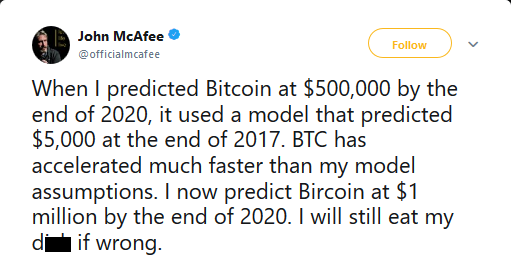 John McAfee
@officialmcafee
Follow
When I predicted Bitcoin at $500,000 by the
end of 2020, it used a model that predicted
$5,000 at the end of 2017. BTC has
accelerated much faster than my model
assumptions. I now predict Bircoin at $1
million by the end of 2020. I will still eat my
if wrong.